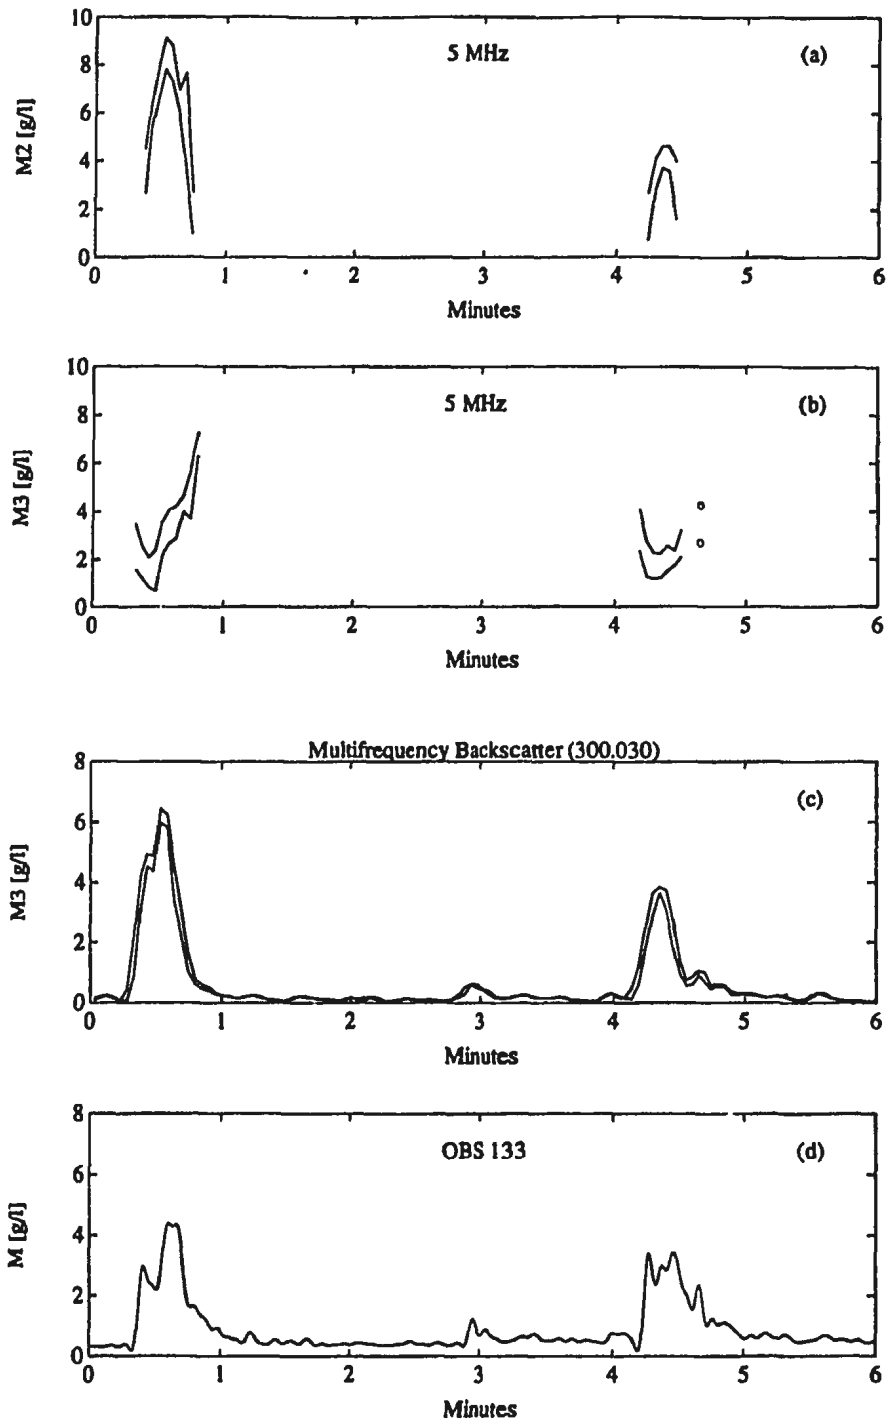 10
8
6
4
2
0
M2 [g/l]
5 MHz
(a)
0 1 2 3 4 5 6
Minutes
10
8
6
4
2
0
M3 [g/l]
5 MHz
(b)
0 1 2 3 4 5 6
Minutes
Multifrequency Backscatter (300.030)
8
6
4
2
0
M3 [g/l]
(c)
0 1 2 3 4 5 6
Minutes
8
6
4
2
0
M [g/l]
OBS 133
(d)
0 1 2 3 4 5 6
Minutes